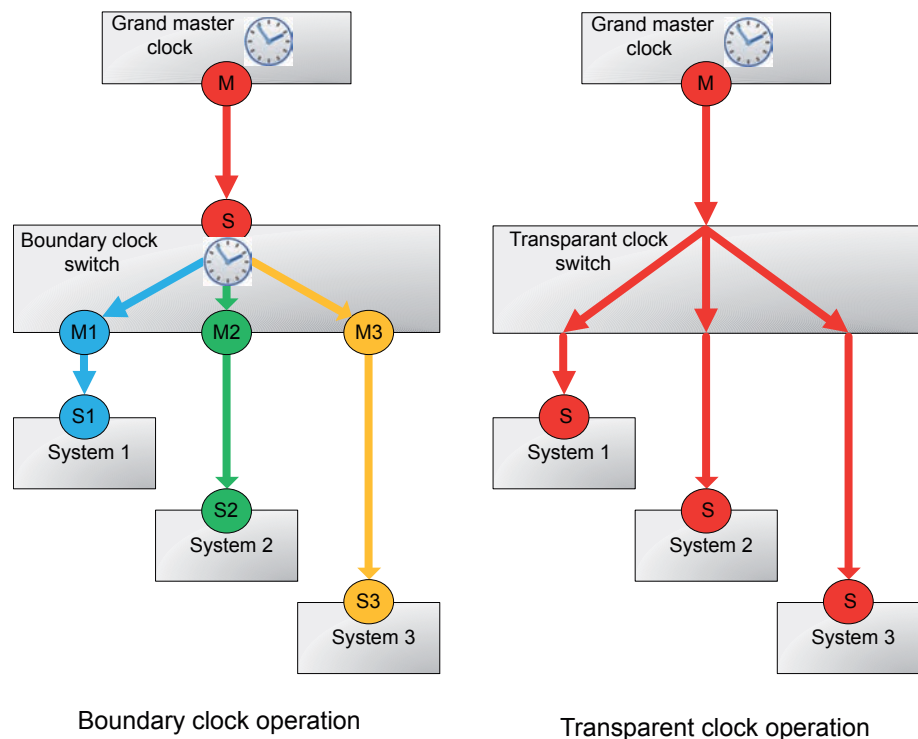 Grand master
clock
M
S
Boundary clock
switch
M1
M2
M3
S1
System 1
S2
System 2
S3
System 3
Boundary clock operation
Grand master
clock
M
Transparant clock
switch
S
System 1
S
System 2
S
System 3
Transparent clock operation